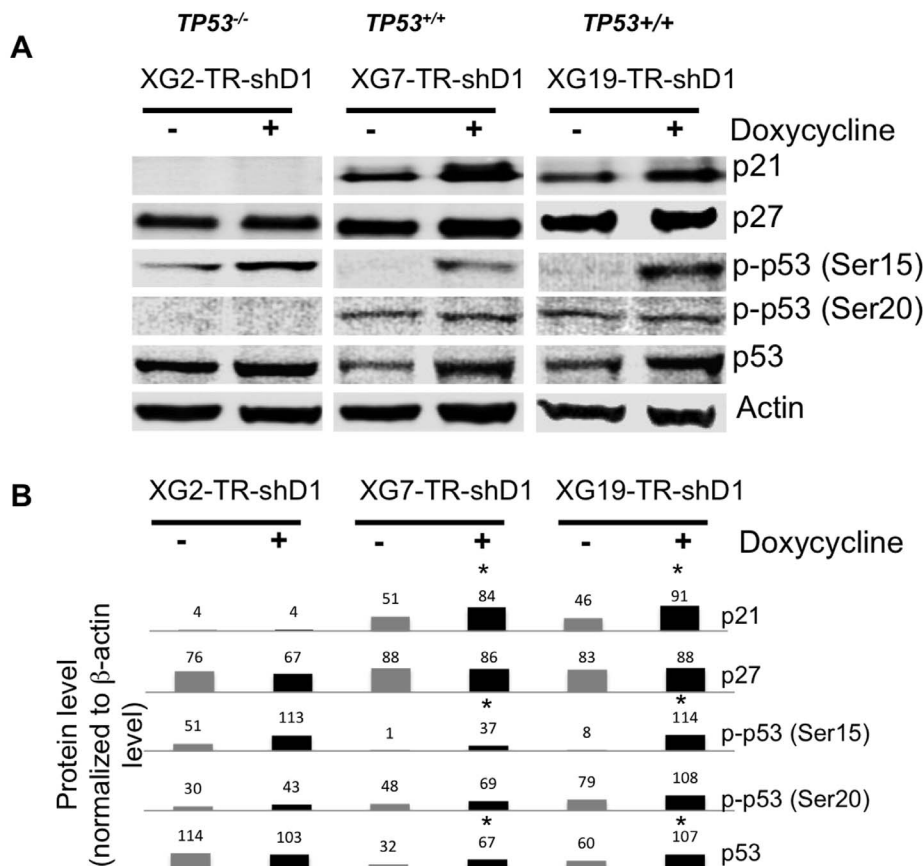 TP53-/- TP53+/+ TP53+/+
A
XG2-TR-shD1 XG7-TR-shD1 XG19-TR-shD1
- + - + - + Doxycycline
p21
p27
p-p53 (Ser15)
p-p53 (Ser20)
p53
Actin
B
XG2-TR-shD1 XG7-TR-shD1 XG19-TR-shD1
- + - + - + Doxycycline
* *
4 4 51 84 46 91 p21
76 67 88 86 83 88 p27
* *
51 113 1 37 8 114 p-p53 (Ser15)
30 43 48 69 79 108 p-p53 (Ser20)
* *
114 103 32 67 60 107 p53
Protein level
(normalized to β-actin
level)